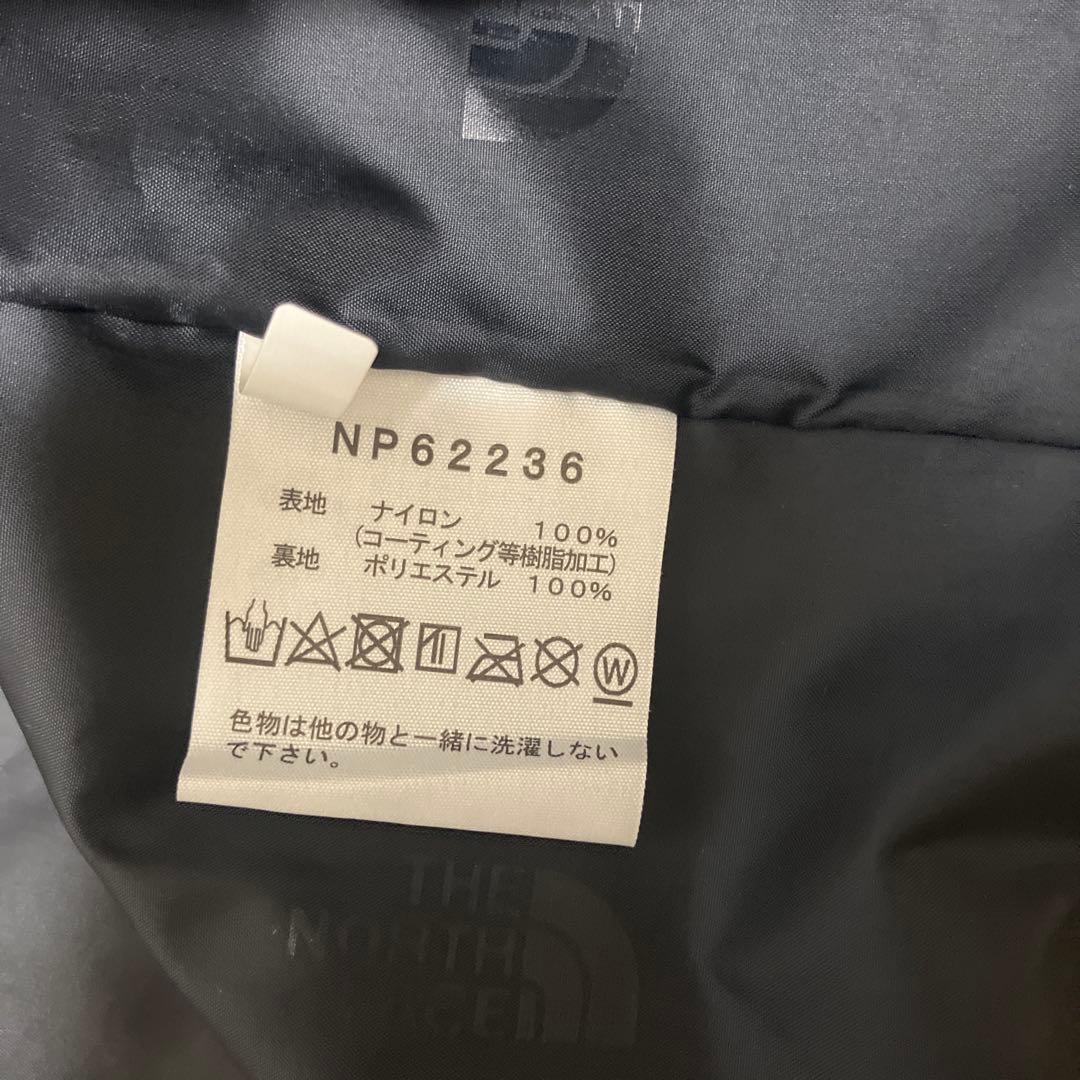 NP62236
表地 ナイロン 100%
(コーティング等樹脂加工)
裏地 ポリエステル 100%
W
色物は他の物と一緒に洗濯しない
で下さい。
THE
NORTH
FACE